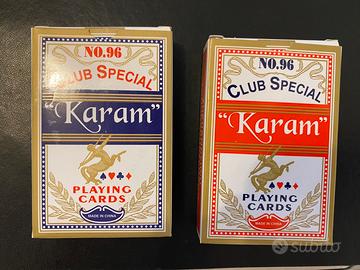 NO.96
CLUB SPECIAL
"Karam"
PLAYING
CARDS
MADE IN CHINA
NO.96
CLUB SPECIAL
"Karam"
PLAYING
CARDS
MADE IN CHINA
subito